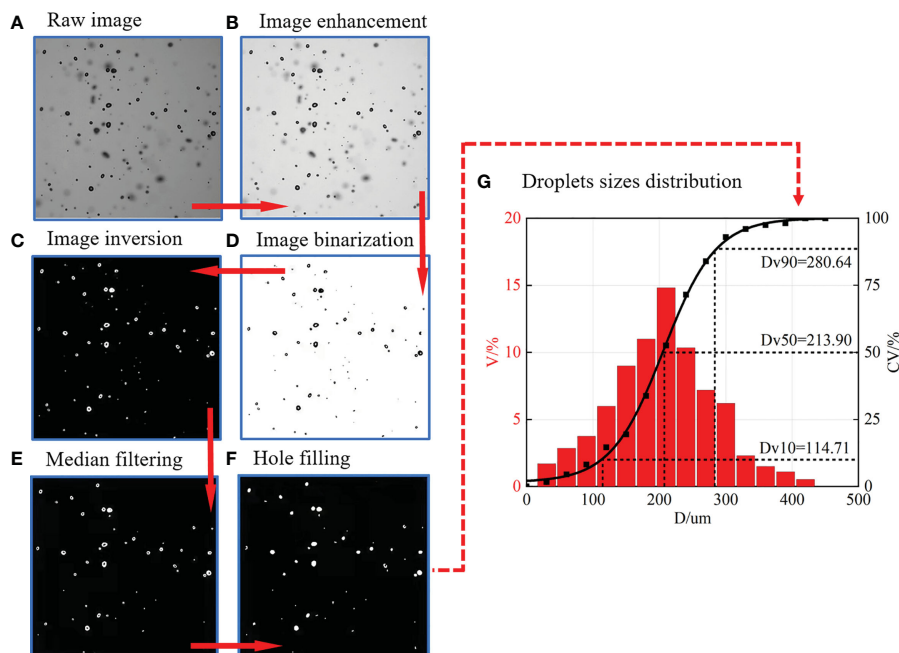 A Raw image
B Image enhancement
C Image inversion
D Image binarization
E Median filtering
F Hole filling
G Droplets sizes distribution
20
15
10
5
0
V/%
100
75
50
25
0
CV/%
Dv90=280.64
Dv50=213.90
Dv10=114.71
0 100 200 300 400 500
D/um